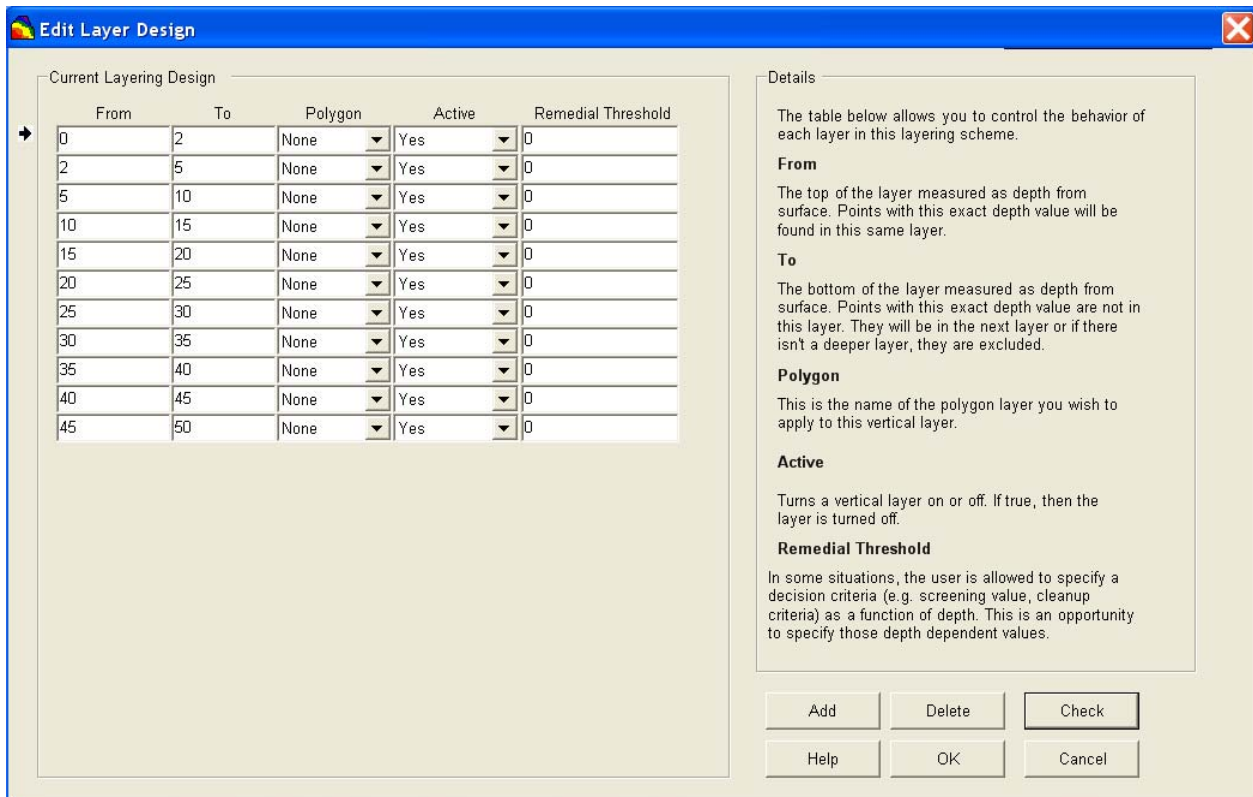 Edit Layer Design
Current Layering Design
From To Polygon Active Remedial Threshold
0 2 None Yes 0
2 5 None Yes 0
5 10 None Yes 0
10 15 None Yes 0
15 20 None Yes 0
20 25 None Yes 0
25 30 None Yes 0
30 35 None Yes 0
35 40 None Yes 0
40 45 None Yes 0
45 50 None Yes 0
Details
The table below allows you to control the behavior of
each layer in this layering scheme.
From
The top of the layer measured as depth from
surface. Points with this exact depth value will be
found in this same layer.
To
The bottom of the layer measured as depth from
surface. Points with this exact depth value are not in
this layer. They will be in the next layer or if there
isn't a deeper layer, they are excluded.
Polygon
This is the name of the polygon layer you wish to
apply to this vertical layer.
Active
Turns a vertical layer on or off. If true, then the
layer is turned off.
Remedial Threshold
In some situations, the user is allowed to specify a
decision criteria (e.g. screening value, cleanup
criteria) as a function of depth. This is an opportunity
to specify those depth dependent values.
Add Delete Check
Help OK Cancel